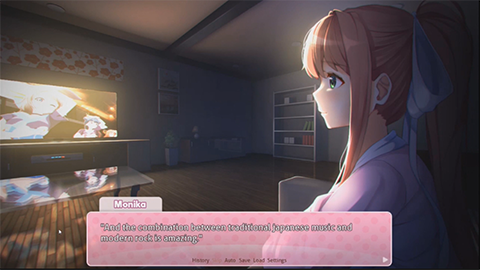 Monika
"And the combination between traditional japanese music and
modern rock is amazing."
History Skip Auto Save Load Settings